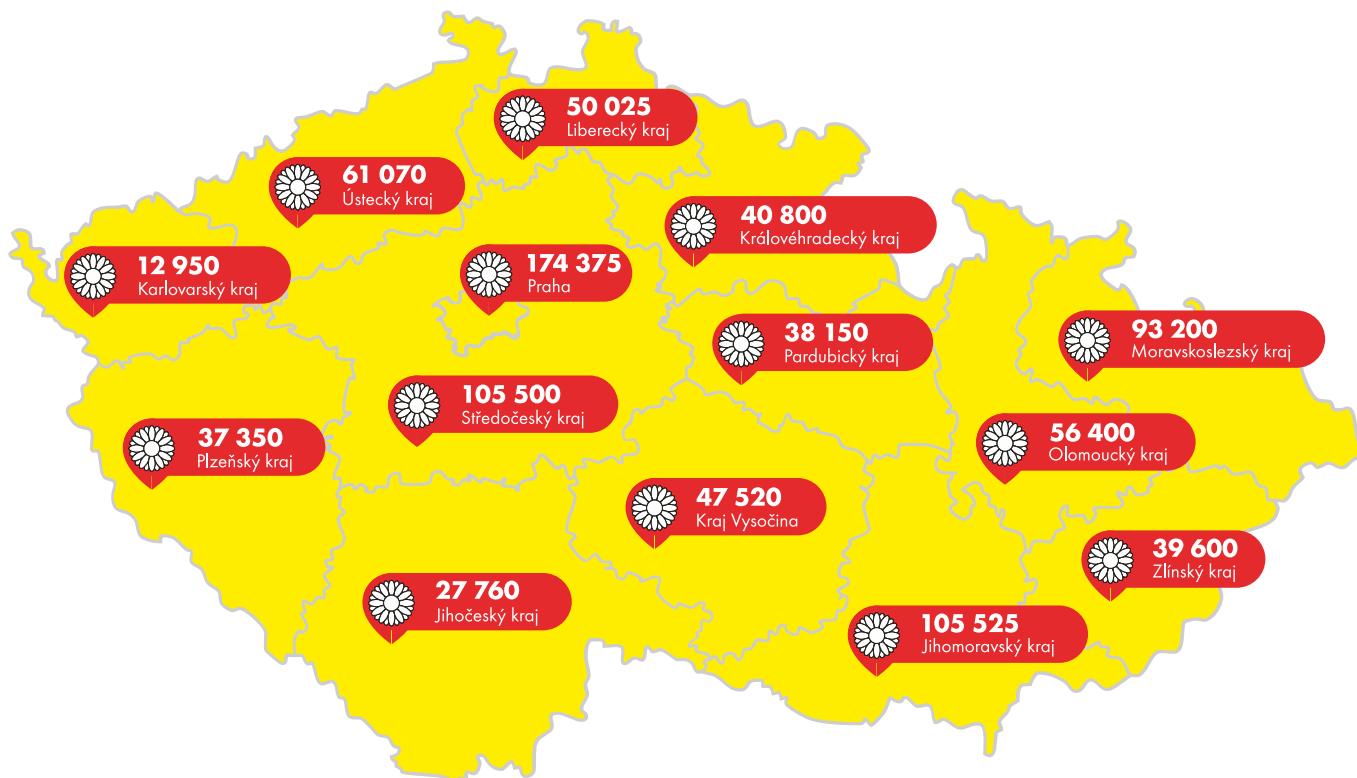 50 025
Liberecký kraj
61 070
Ústecký kraj
40 800
Královéhradecký kraj
12 950
Karlovarský kraj
174 375
Praha
38 150
Pardubický kraj
93 200
Moravskoslezský kraj
105 500
Středočeský kraj
37 350
Plzeňský kraj
56 400
Olomoucký kraj
47 520
Kraj Vysočina
39 600
Zlínský kraj
27 760
Jihočeský kraj
105 525
Jihomoravský kraj